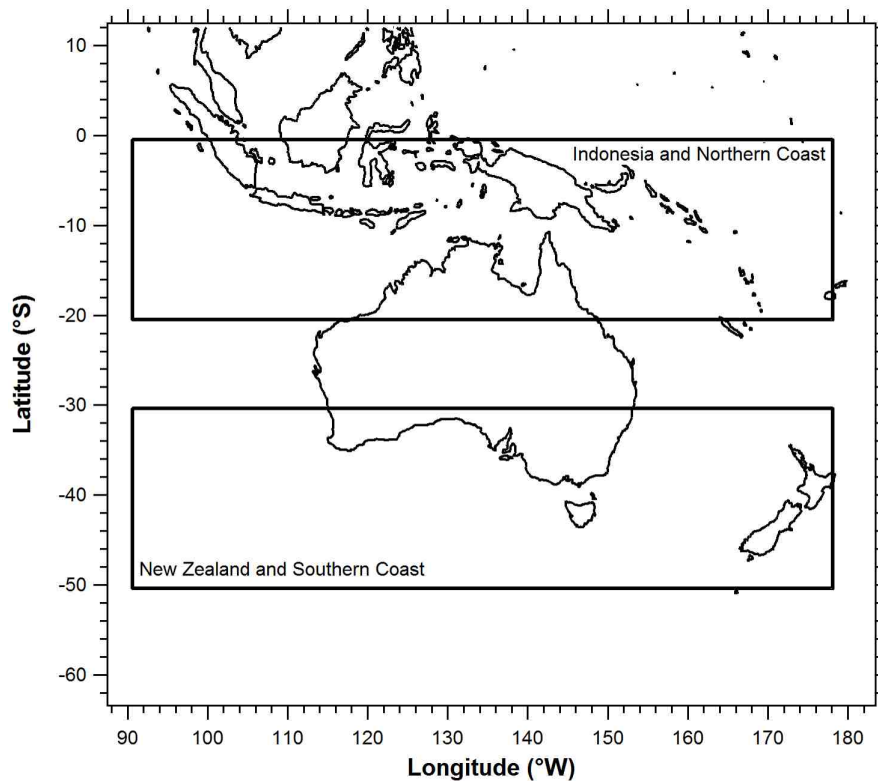 10
0
-10
-20
-30
-40
-50
-60
Latitude (°S)
Indonesia and Northern Coast
New Zealand and Southern Coast
90 100 110 120 130 140 150 160 170 180
Longitude (°W)